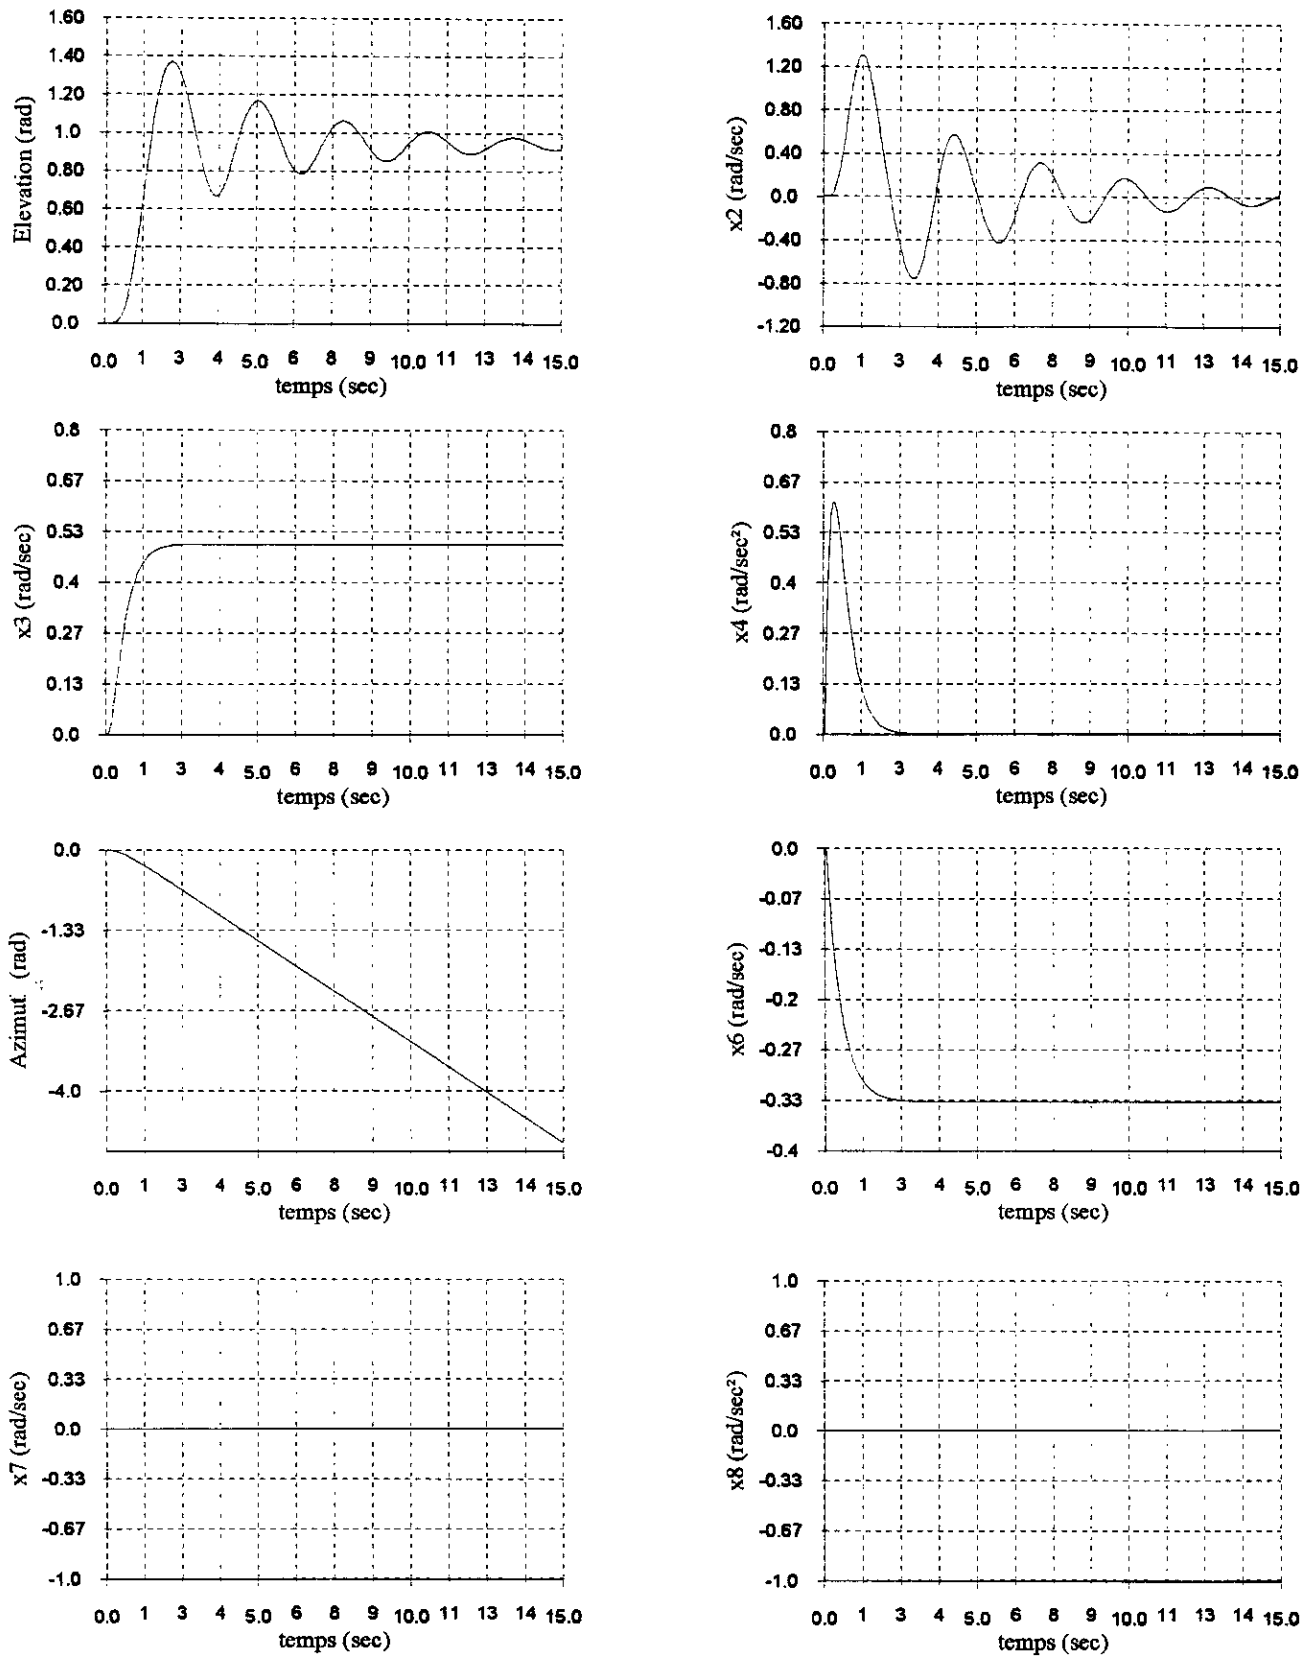 1.60
1.40
1.20
1.0
0.80
0.60
0.40
0.20
0.0
Elevation (rad)
0.0 1 3 4 5.0 6 8 9 10.0 11 13 14 15.0
temps (sec)
1.60
1.20
0.80
0.40
0.0
-0.40
-0.80
-1.20
x2 (rad/sec)
0.0 1 3 4 5.0 6 8 9 10.0 11 13 14 15.0
temps (sec)
0.8
0.67
0.53
0.4
0.27
0.13
0.0
x3 (rad/sec)
0.0 1 3 4 5.0 6 8 9 10.0 11 13 14 15.0
temps (sec)
0.8
0.67
0.53
0.4
0.27
0.13
0.0
x4 (rad/sec²)
0.0 1 3 4 5.0 6 8 9 10.0 11 13 14 15.0
temps (sec)
0.0
-1.33
-2.67
-4.0
Azimut (rad)
0.0 1 3 4 5.0 6 8 9 10.0 11 13 14 15.0
temps (sec)
0.0
-0.07
-0.13
-0.2
-0.27
-0.33
-0.4
x6 (rad/sec)
0.0 1 3 4 5.0 6 8 9 10.0 11 13 14 15.0
temps (sec)
1.0
0.67
0.33
0.0
-0.33
-0.67
-1.0
x7 (rad/sec)
0.0 1 3 4 5.0 6 8 9 10.0 11 13 14 15.0
temps (sec)
1.0
0.67
0.33
0.0
-0.33
-0.67
-1.0
x8 (rad/sec²)
0.0 1 3 4 5.0 6 8 9 10.0 11 13 14 15.0
temps (sec)